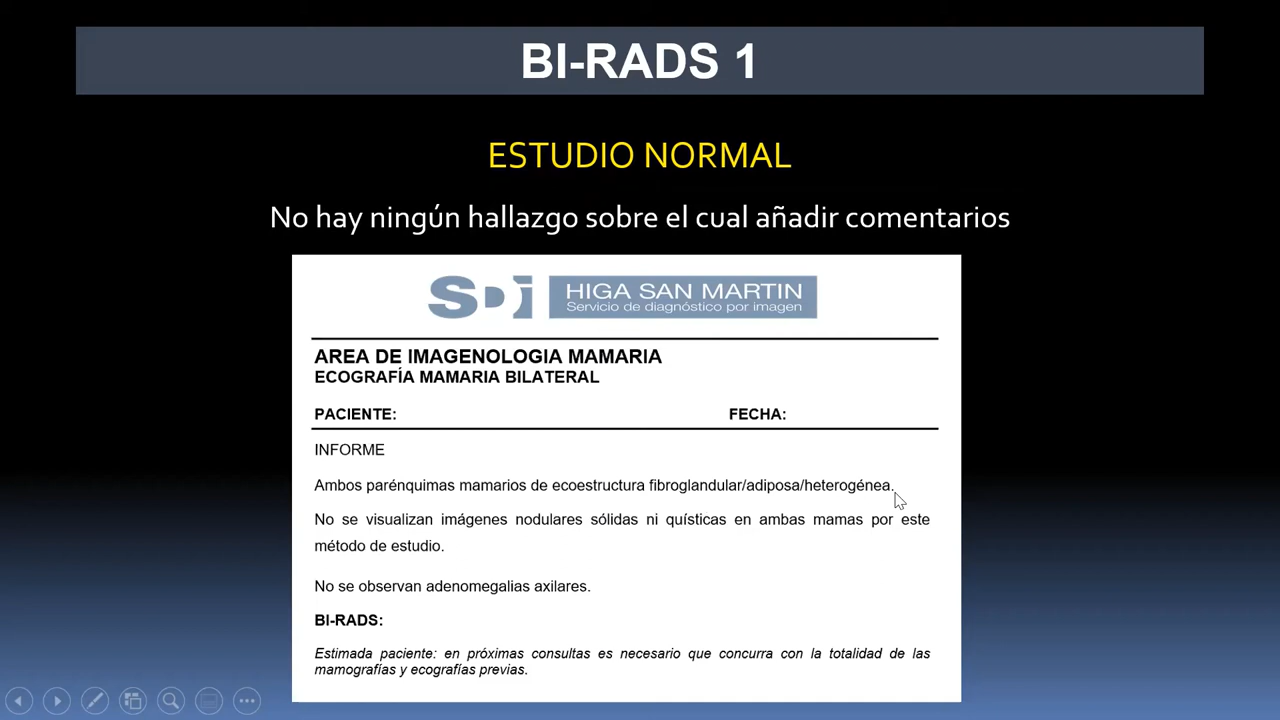 BI-RADS 1
ESTUDIO NORMAL
No hay ningún hallazgo sobre el cual añadir comentarios
SDi HIGA SAN MARTIN
Servicio de diagnóstico por imagen
AREA DE IMAGENOLOGIA MAMARIA
ECOGRAFÍA MAMARIA BILATERAL
PACIENTE: FECHA:
INFORME
Ambos parénquimas mamarios de ecoestructura fibroglandular/adiposa/heterogénea.
No se visualizan imágenes nodulares sólidas ni quísticas en ambas mamas por este
método de estudio.
No se observan adenomegalias axilares.
BI-RADS:
Estimada paciente: en próximas consultas es necesario que concurra con la totalidad de las
mamografías y ecografías previas.